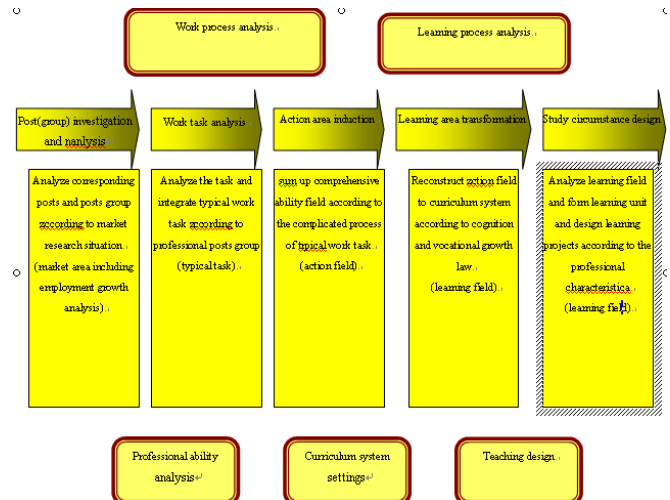 Work process analysis.
Learning process analysis.
Post(group) investigation
and nanlysis
Work task analysis
Action area induction
Learning area transformation
Study circumstance design
Analyze corresponding
posts and posts group
zccording to market
research situation.
(market area including
employment growth
analysis).
Analyze the task and
integrate typical work
task zccording to
professional posts group
(typical task).
sum up comprehensive
ability field according to
the complicated process
of trpical work task
(action field).
Reconstruct zction field
to curriculum system
according to cognition
and vocational growth
law.
(learning field).
Analyze learning field
and form learning unit
and design learning
projects according to the
professional
characteristica.
(learning field).
Professional ability
analysis
Curriculum system
settings
Teaching design.